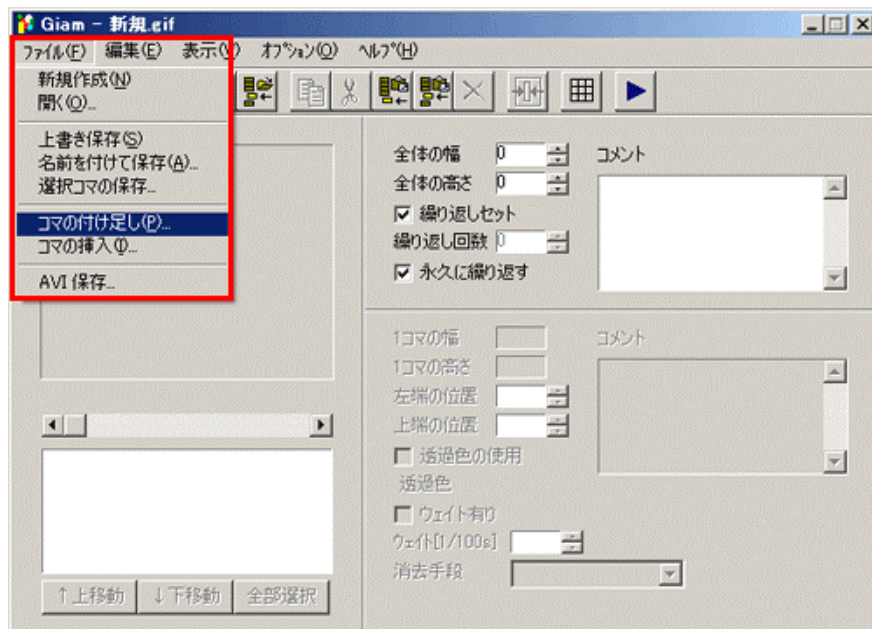 Giam - 新規.gif
ファイル(F) 編集(E) 表示(V) オプション(O) ヘルプ(H)
新規作成(N)
開く(O)...
上書き保存(S)
名前を付けて保存(A)...
選択コマの保存...
コマの付け足し(P)...
コマの挿入(I)...
AVI 保存...
全体の幅 0 コメント
全体の高さ 0
繰り返しセット
繰り返し回数 0
永久に繰り返す
1コマの幅 コメント
1コマの高さ
左端の位置
上端の位置
透過色の使用
透過色
ウェイト有り
ウェイト[1/100s]
消去手段
↑上移動 ↓下移動 全部選択